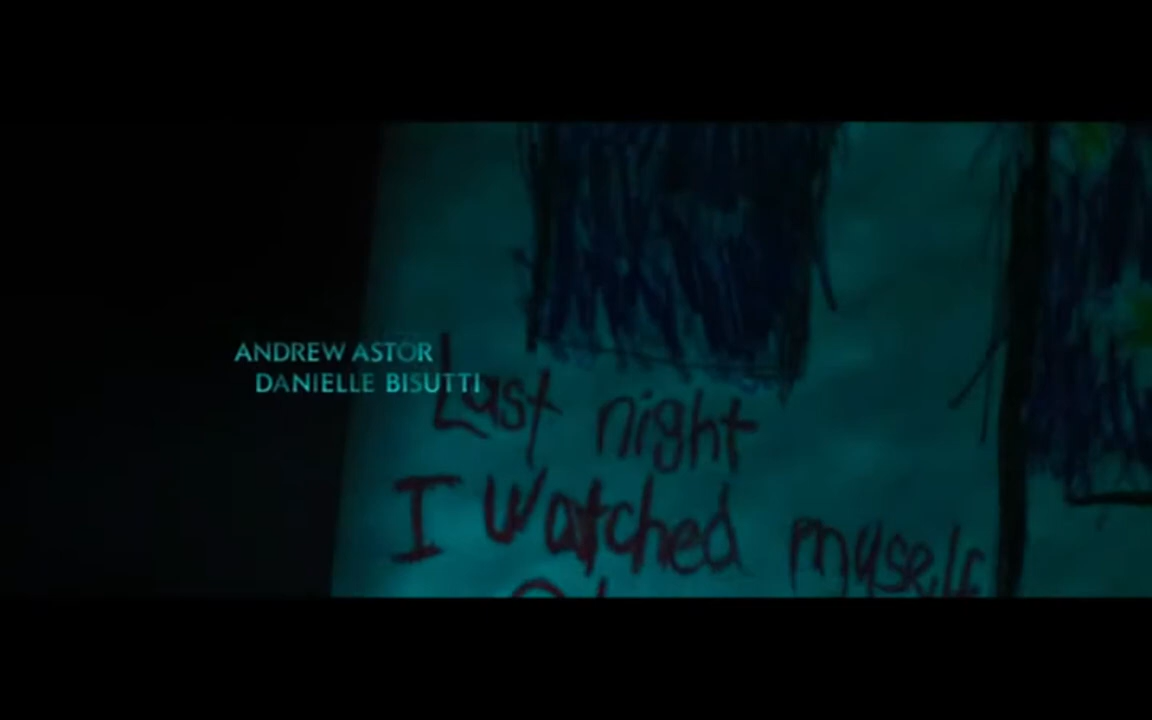 ANDREW ASTOR
DANIELLE BISUTTI
Last night
I watched myself